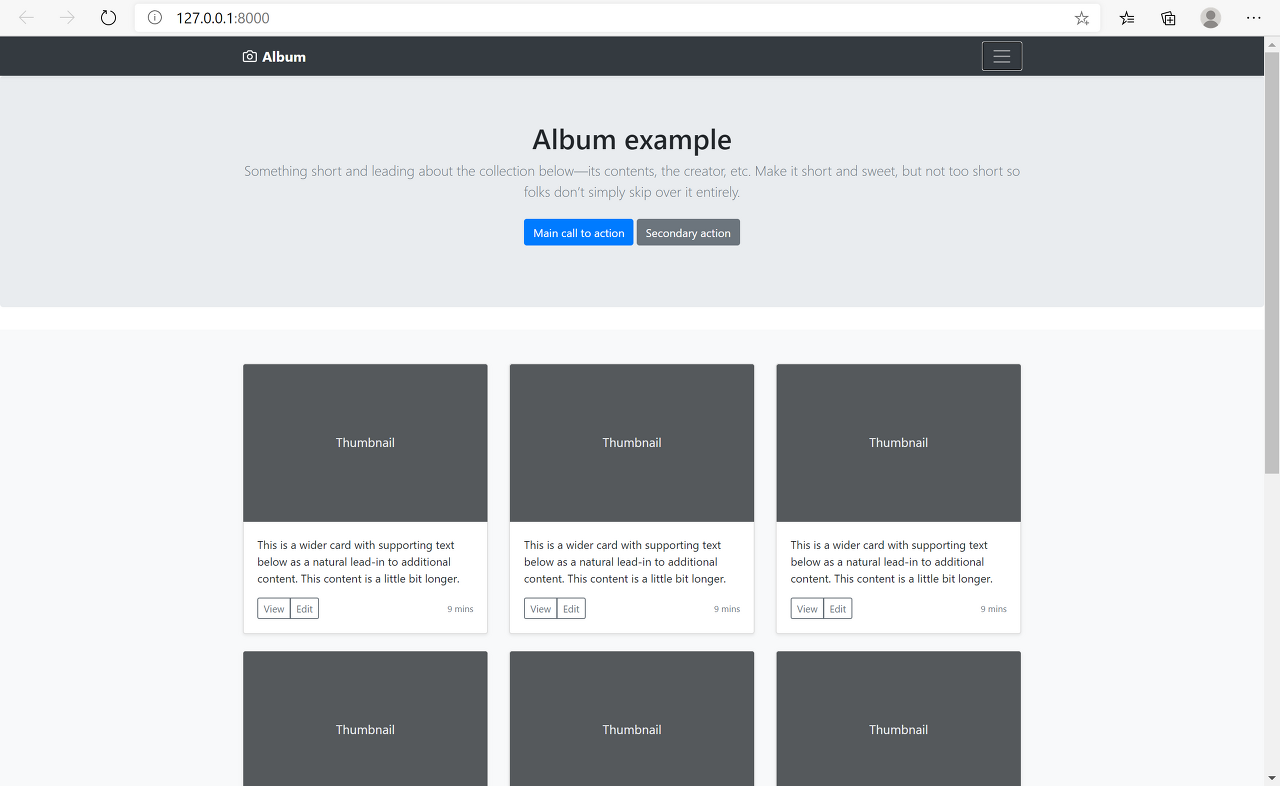 127.0.0.1:8000
Album
Album example
Something short and leading about the collection below—its contents, the creator, etc. Make it short and sweet, but not too short so
folks don’t simply skip over it entirely.
Main call to action Secondary action
Thumbnail Thumbnail Thumbnail
This is a wider card with supporting text
below as a natural lead-in to additional
content. This content is a little bit longer.
View Edit 9 mins
This is a wider card with supporting text
below as a natural lead-in to additional
content. This content is a little bit longer.
View Edit 9 mins
This is a wider card with supporting text
below as a natural lead-in to additional
content. This content is a little bit longer.
View Edit 9 mins
Thumbnail Thumbnail Thumbnail